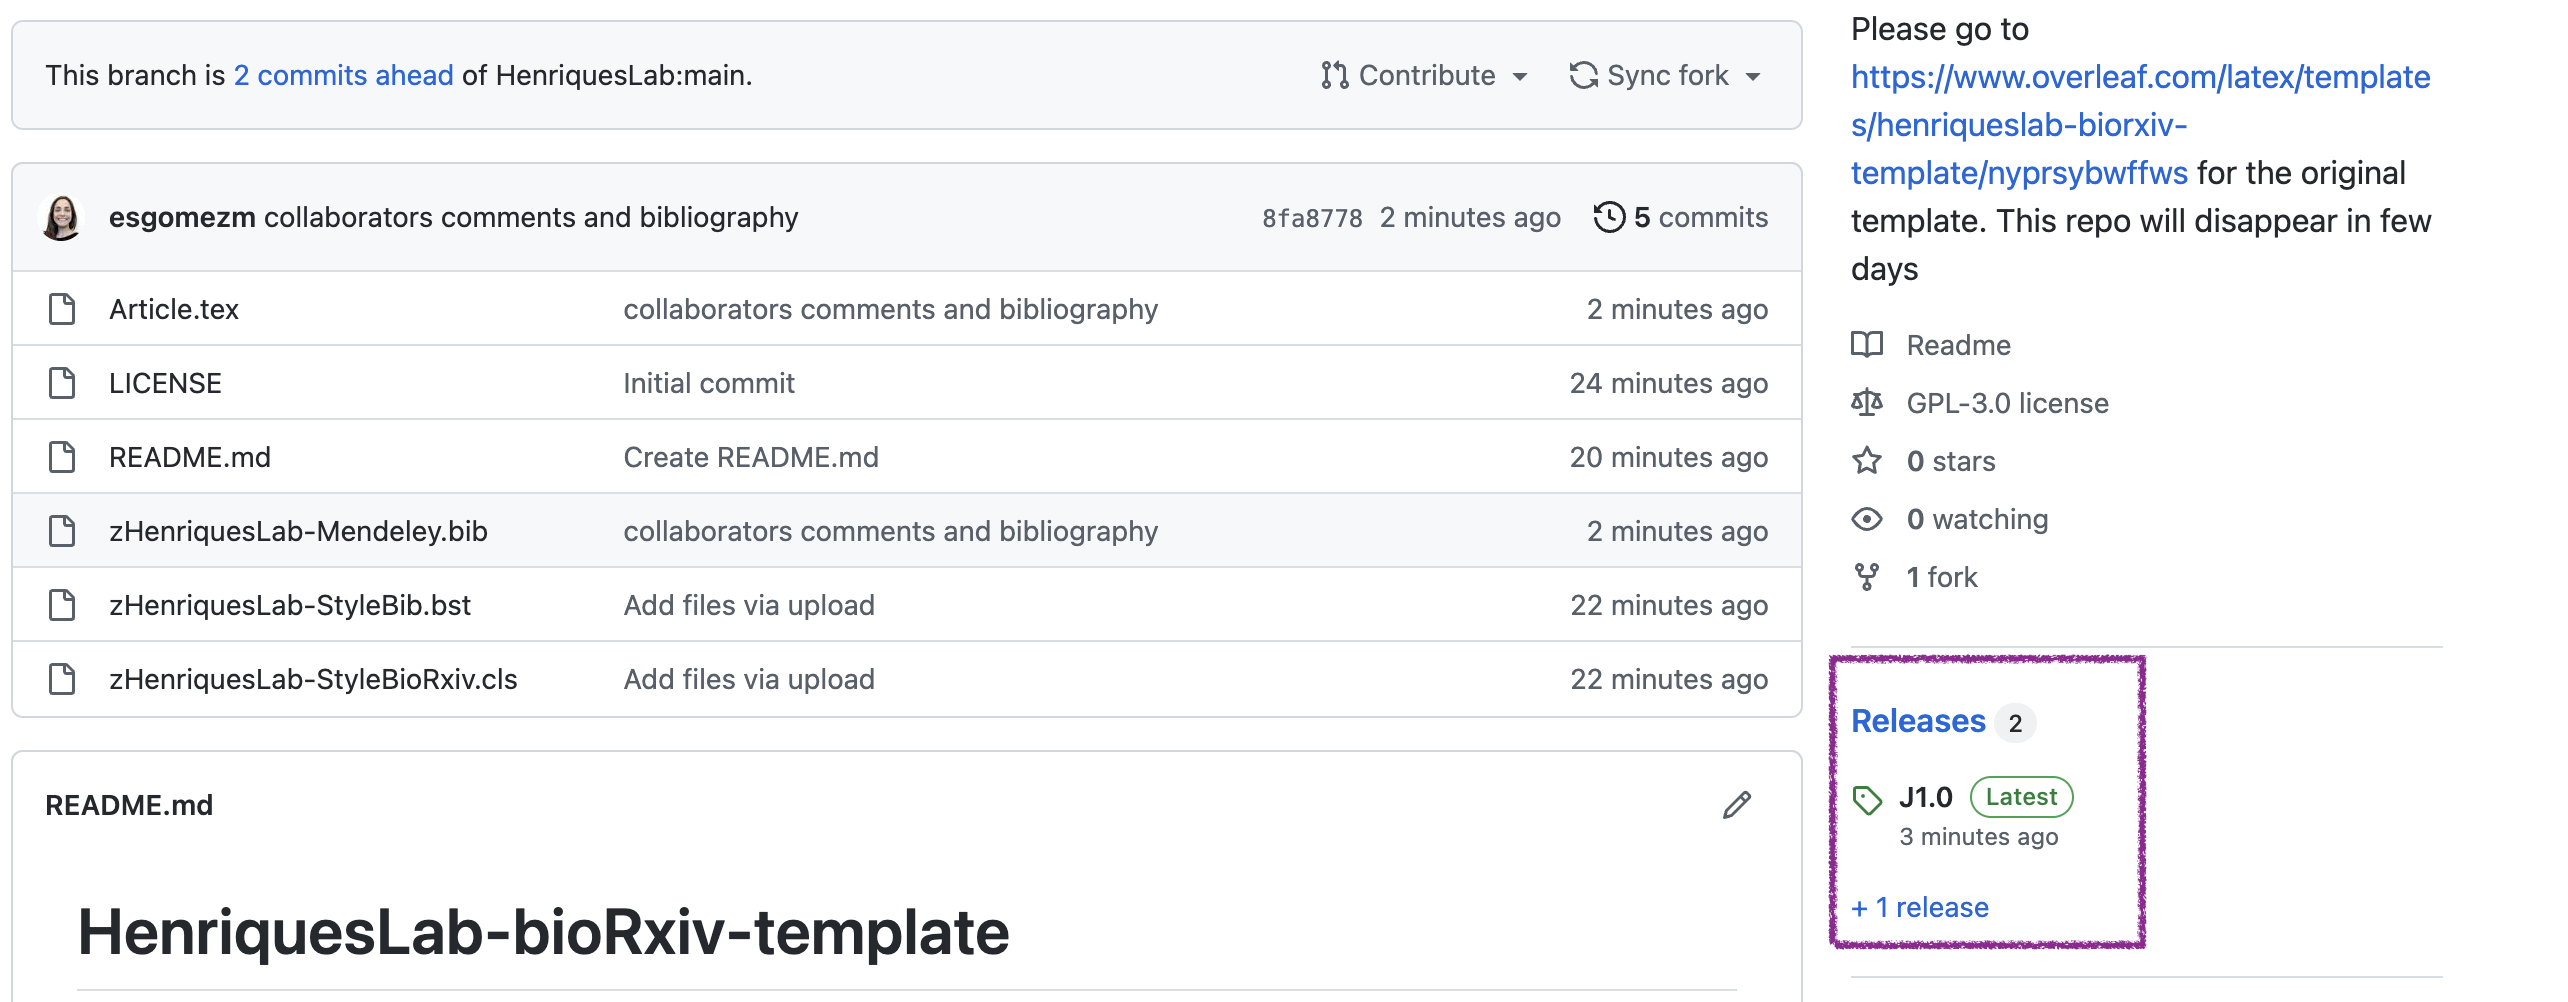 This branch is 2 commits ahead of HenriquesLab:main.
Contribute
Sync fork
esgomezm collaborators comments and bibliography
8fa8778 2 minutes ago
5 commits
Article.tex
collaborators comments and bibliography
2 minutes ago
LICENSE
Initial commit
24 minutes ago
README.md
Create README.md
20 minutes ago
zHenriquesLab-Mendeley.bib
collaborators comments and bibliography
2 minutes ago
zHenriquesLab-StyleBib.bst
Add files via upload
22 minutes ago
zHenriquesLab-StyleBioRxiv.cls
Add files via upload
22 minutes ago
README.md
HenriquesLab-bioRxiv-template
Please go to
https://www.overleaf.com/latex/template
s/henriqueslab-biorxiv-
template/nyprsybwffws for the original
template. This repo will disappear in few
days
Readme
GPL-3.0 license
0 stars
0 watching
1 fork
Releases 2
J1.0 Latest
3 minutes ago
+ 1 release